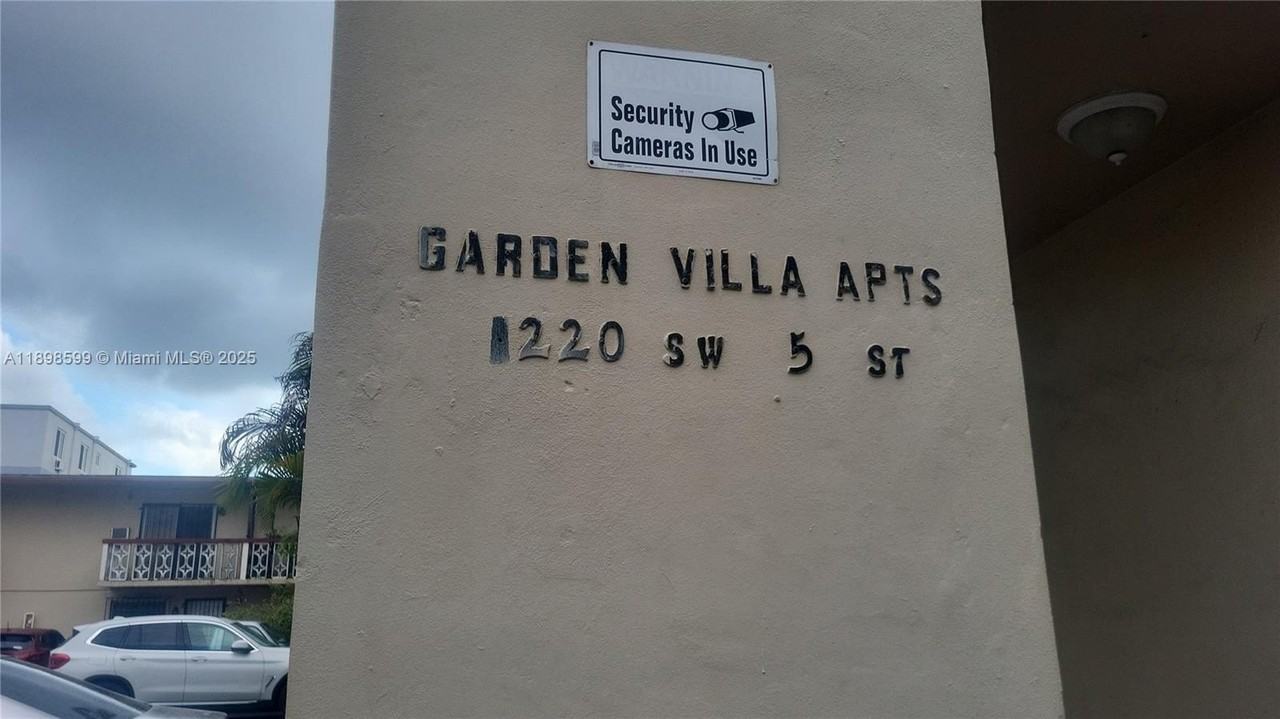 Security
Cameras In Use
GARDEN VILLA APTS
1220 SW 5 ST
A11898599 © Miami MLS® 2025